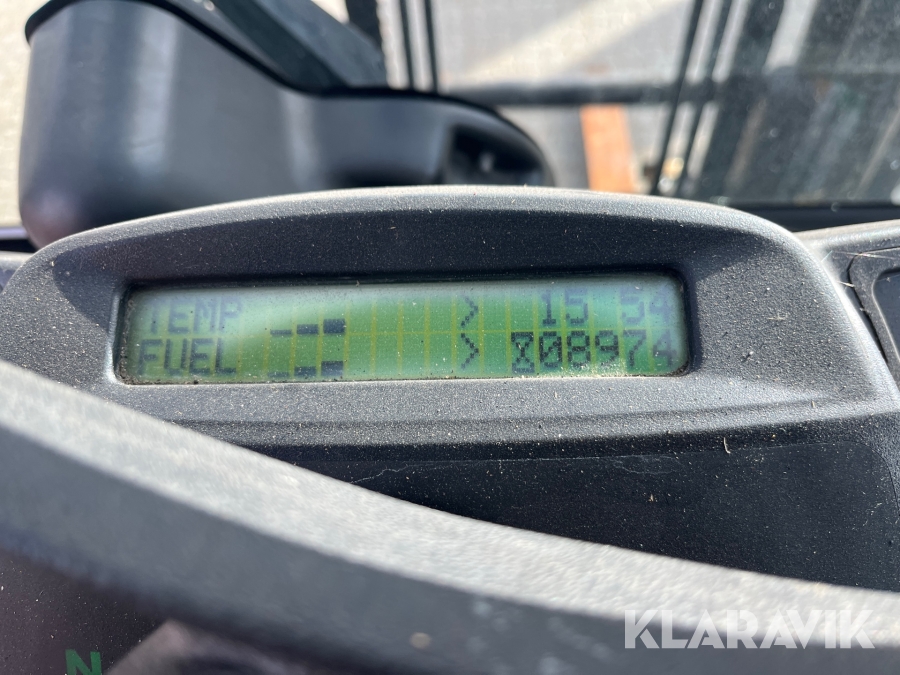 TEMP > 15 54
FUEL > 08974
N
KLARAVIK